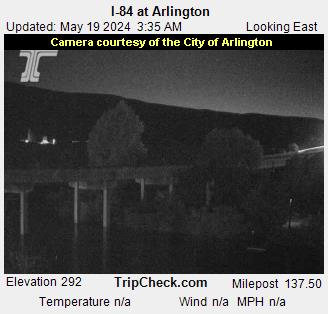 I-84 at Arlington
Updated: May 19 2024 3:35 AM Looking East
Camera courtesy of the City of Arlington
Elevation 292 TripCheck.com Milepost 137.50
Temperature n/a Wind n/a MPH n/a